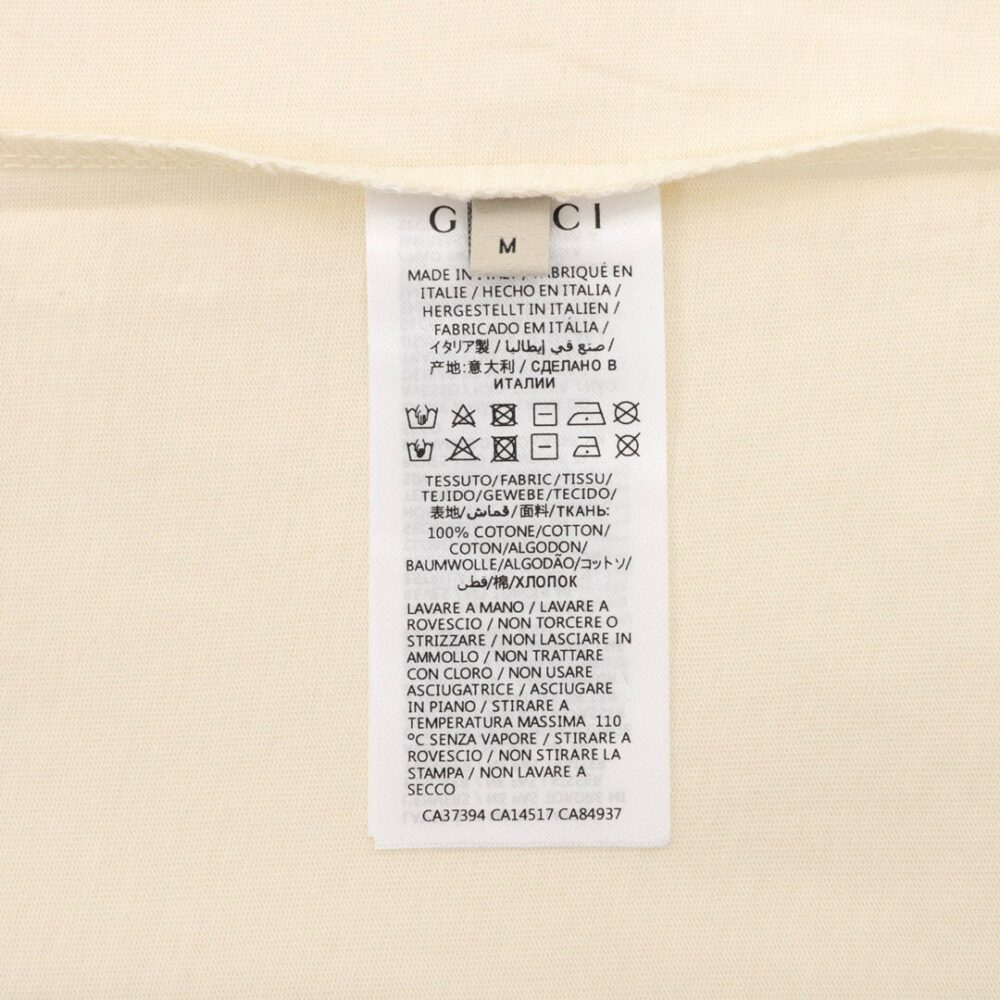 G CI
M
MADE IN ITALY / FABRIQUÉ EN
ITALIE / HECHO EN ITALIA /
HERGESTELLT IN ITALIEN /
FABRICADO EM ITÁLIA /
イタリア製 / صنع في إيطاليا /
产地:意大利 / СДЕЛАНО В
ИТАЛИИ
TESSUTO/FABRIC/TISSU/
TEJIDO/GEWEBE/TECIDO/
表地/قماش/面料/ТКАНЬ:
100% COTONE/COTTON/
COTON/ALGODON/
BAUMWOLLE/ALGODÃO/コットソ/
قطن/棉/ХЛОПОК
LAVARE A MANO / LAVARE A
ROVESCIO / NON TORCERE O
STRIZZARE / NON LASCIARE IN
AMMOLLO / NON TRATTARE
CON CLORO / NON USARE
ASCIUGATRICE / ASCIUGARE
IN PIANO / STIRARE A
TEMPERATURA MASSIMA 110
°C SENZA VAPORE / STIRARE A
ROVESCIO / NON STIRARE LA
STAMPA / NON LAVARE A
SECCO
CA37394 CA14517 CA84937